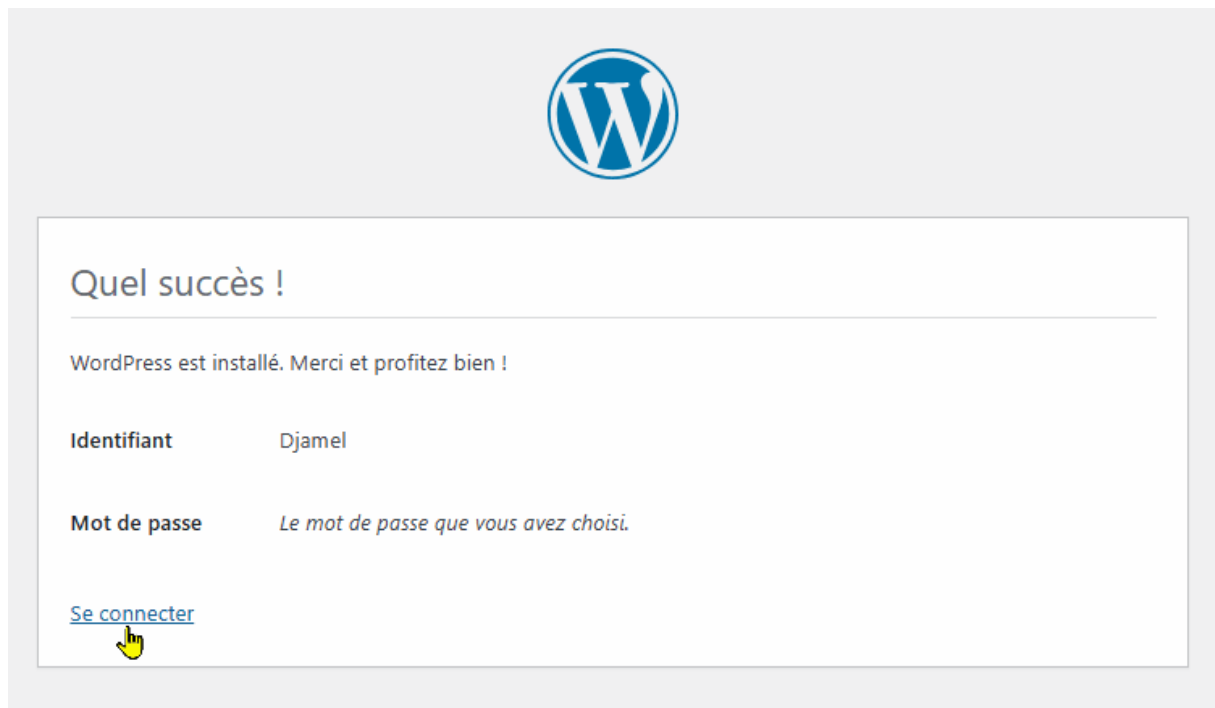 Quel succès !
WordPress est installé. Merci et profitez bien !
Identifiant Djamel
Mot de passe Le mot de passe que vous avez choisi.
Se connecter